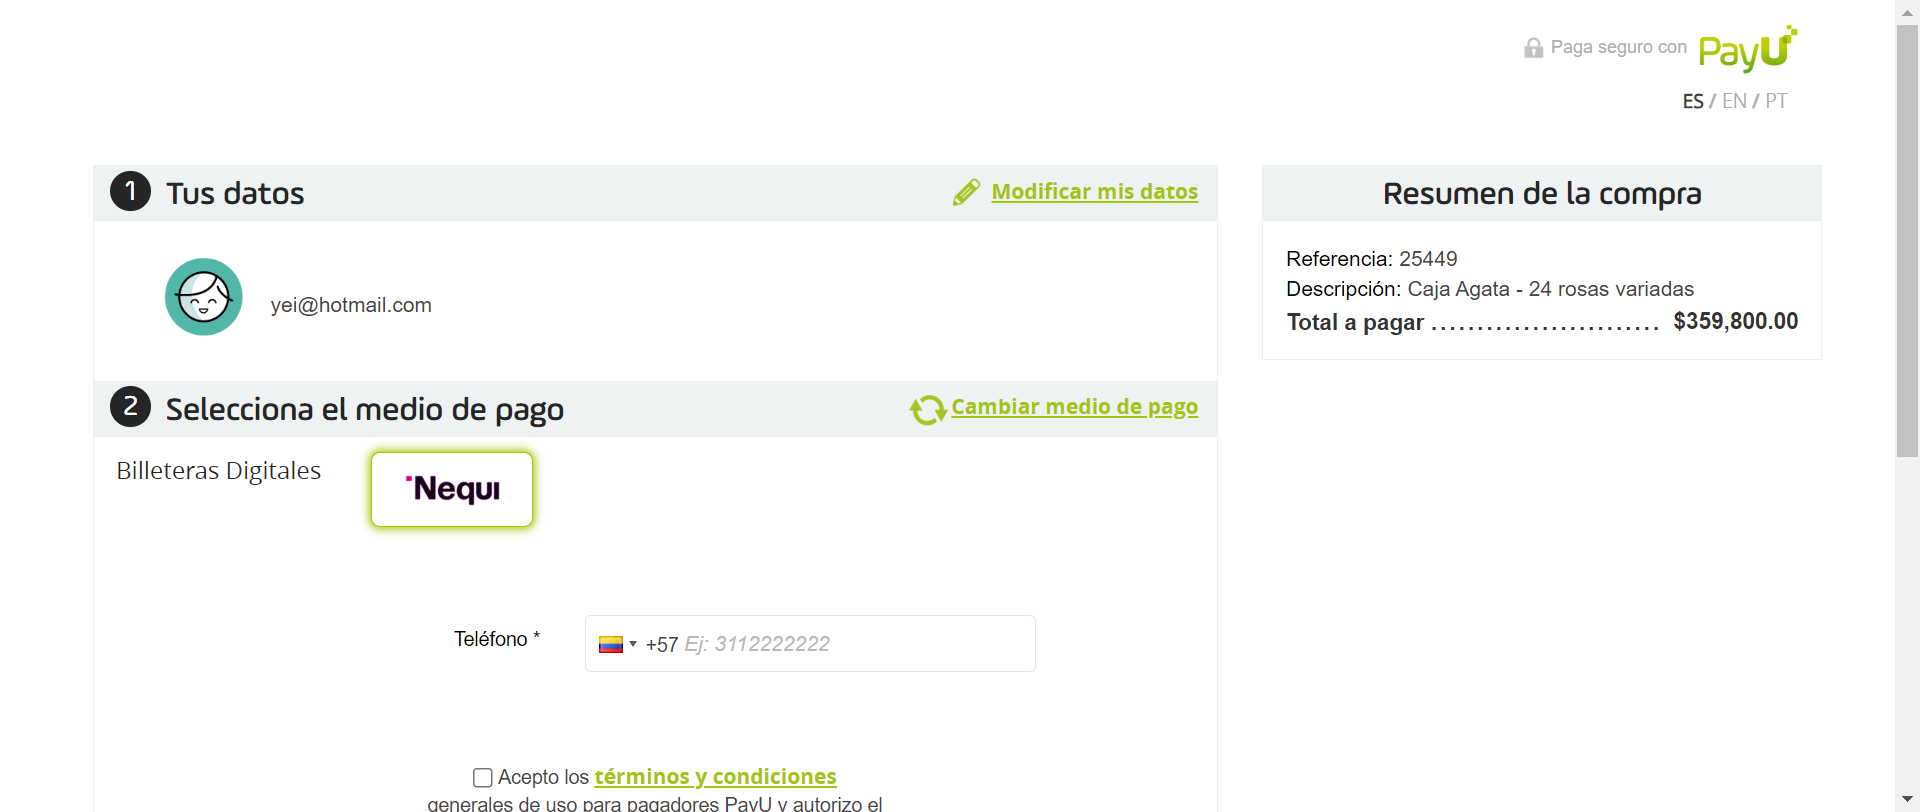 Paga seguro con PayU
ES / EN / PT
1 Tus datos
Modificar mis datos
yei@hotmail.com
2 Selecciona el medio de pago
Cambiar medio de pago
Billeteras Digitales
Nequi
Teléfono *
+57 Ej: 3112222222
Acepto los términos y condiciones
generales de uso para pagadores PayU y autorizo el
Resumen de la compra
Referencia: 25449
Descripción: Caja Agata - 24 rosas variadas
Total a pagar ......................... $359,800.00